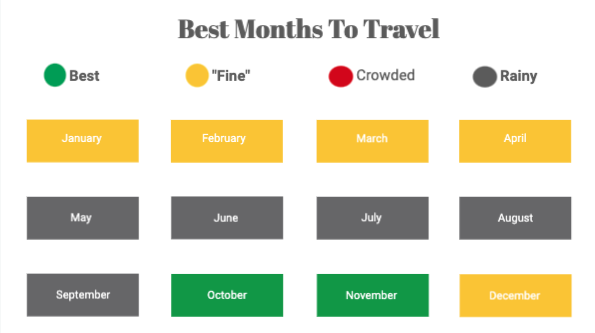 Best Months To Travel
Best "Fine" Crowded Rainy
January February March April
May June July August
September October November December